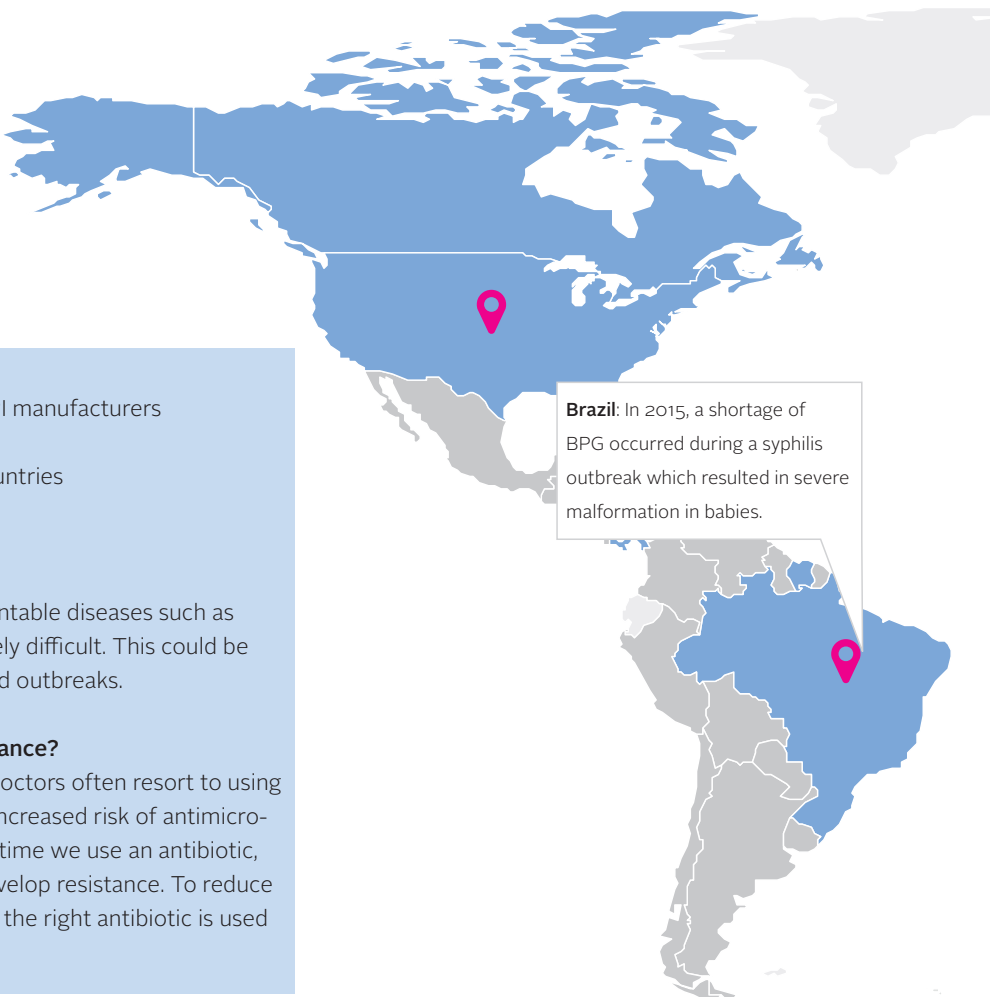 l manufacturers
untries
ntable diseases such as
ely difficult. This could be
d outbreaks.
ance?
octors often resort to using
ncreased risk of antimicro-
time we use an antibiotic,
velop resistance. To reduce
the right antibiotic is used
Brazil: In 2015, a shortage of
BPG occurred during a syphilis
outbreak which resulted in severe
malformation in babies.